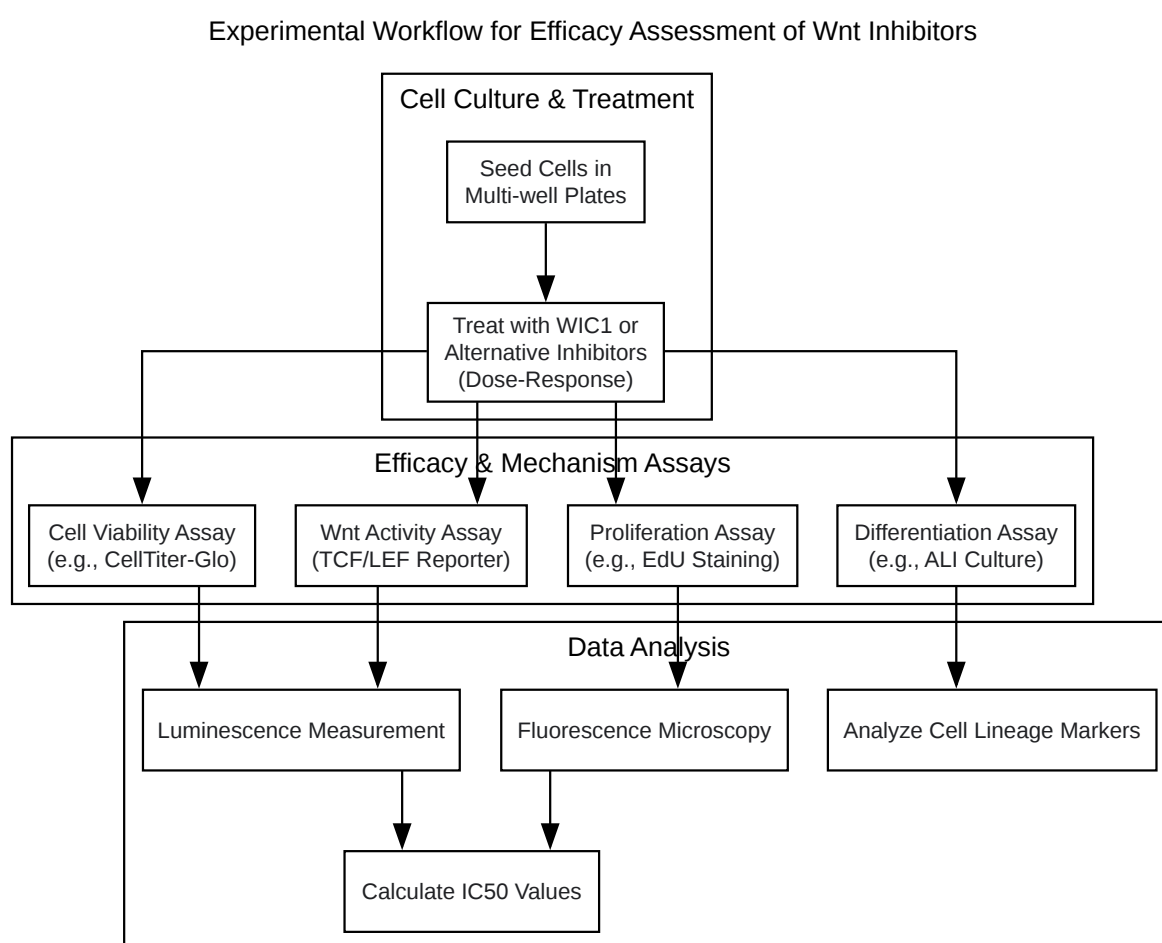 Experimental Workflow for Efficacy Assessment of Wnt Inhibitors
Cell Culture & Treatment
Seed Cells in
Multi-well Plates
Treat with WIC1 or
Alternative Inhibitors
(Dose-Response)
Efficacy & Mechanism Assays
Cell Viability Assay
(e.g., CellTiter-Glo)
Wnt Activity Assay
(TCF/LEF Reporter)
Proliferation Assay
(e.g., EdU Staining)
Differentiation Assay
(e.g., ALI Culture)
Data Analysis
Luminescence Measurement
Fluorescence Microscopy
Analyze Cell Lineage Markers
Calculate IC50 Values